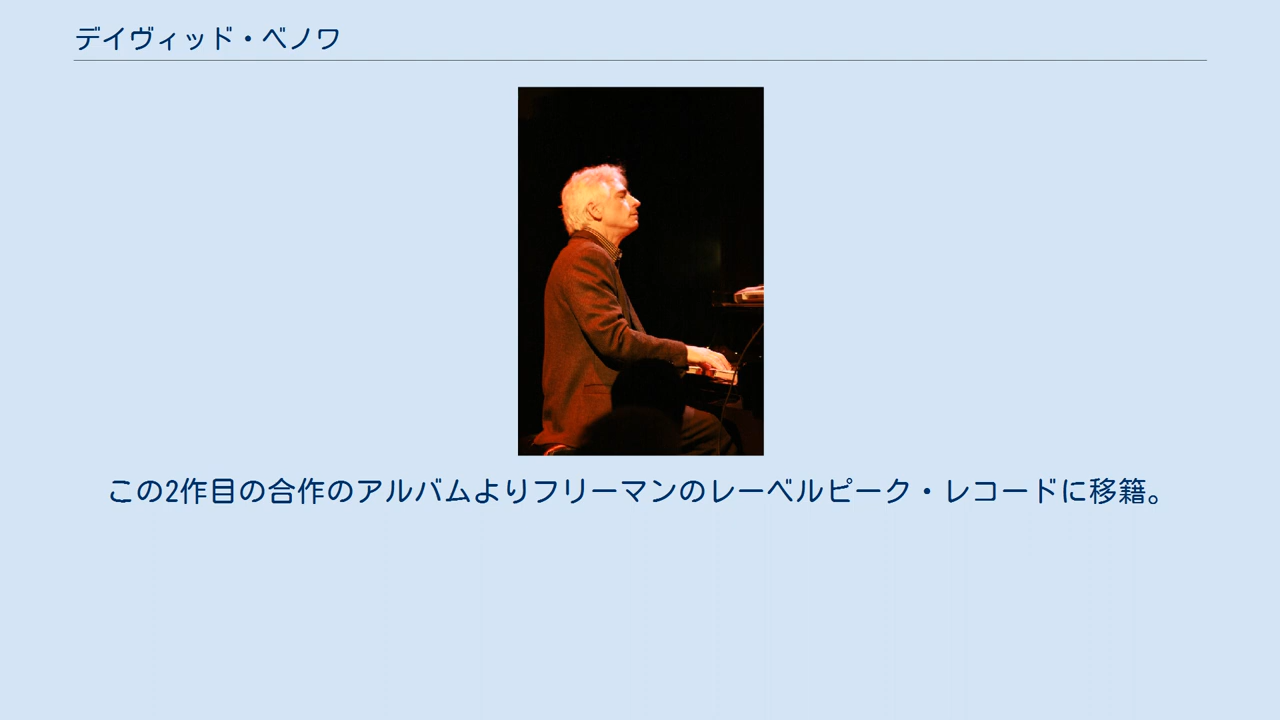 デイヴィッド・ベノワ
この2作目の合作のアルバムよりフリーマンのレーベルピーク・レコードに移籍。